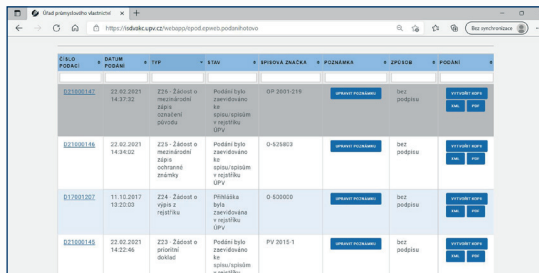 Úřad průmyslového vlastnictví
https://isdvokc.upv.cz/webapp/epod.epweb.podanihotovo
Bez synchronizace
ČÍSLO PODACÍ
DATUM PODÁNÍ
TYP
STAV
SPISOVÁ ZNAČKA
POZNÁMKA
ZPŮSOB
PODÁNÍ
D21000147
22.02.2021
14:37:32
Z26 - Žádost o
mezinárodní
zápis
označení
původu
Podání bylo
zaevidováno
ke
spisu/spisům
v rejstříku
ÚPV
OP 2001-219
UPRAVIT POZNÁMKU
bez
podpisu
VYTVOŘIT KOPII
XML
PDF
D21000146
22.02.2021
14:34:02
Z25 - Žádost o
mezinárodní
zápis
ochranné
známky
Podání bylo
zaevidováno
ke
spisu/spisům
v rejstříku
ÚPV
O-525803
UPRAVIT POZNÁMKU
bez
podpisu
VYTVOŘIT KOPII
XML
PDF
D17001207
11.10.2017
13:20:03
Z24 - Žádost o
výpis z
rejstříku
Přihláška
byla
zaevidována
v rejstříku
ÚPV
O-500000
UPRAVIT POZNÁMKU
bez
podpisu
VYTVOŘIT KOPII
XML
PDF
D21000145
22.02.2021
14:22:46
Z23 - Žádost o
prioritní
doklad
Podání bylo
zaevidováno
ke
spisu/spisům
v rejstříku
PV 2015-1
UPRAVIT POZNÁMKU
bez
podpisu
VYTVOŘIT KOPII
XML
PDF